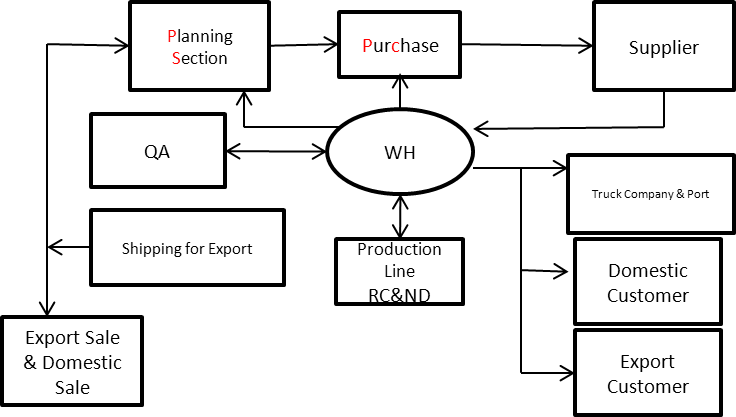 Planning
Section
Purchase
Supplier
QA
WH
Truck Company & Port
Shipping for Export
Production
Line
RC&ND
Domestic
Customer
Export Sale
& Domestic
Sale
Export
Customer